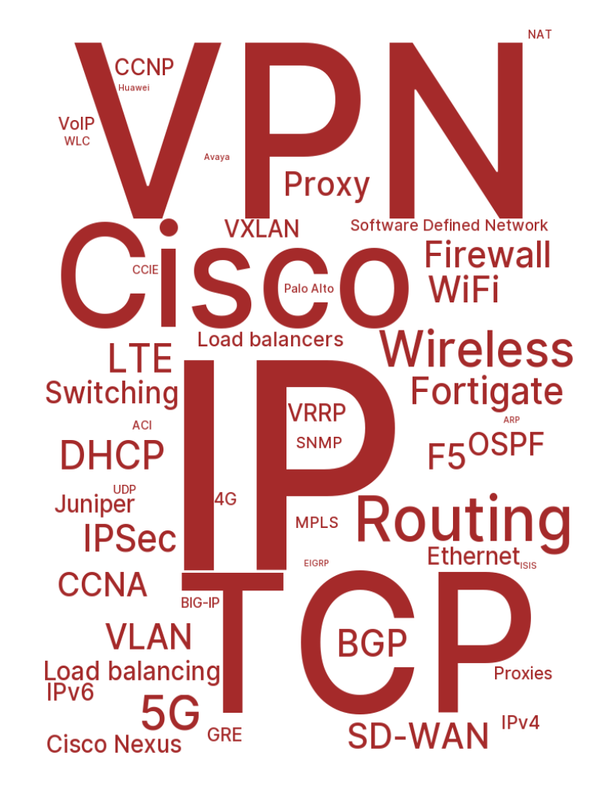 NAT
VPN
CCNP
Huawei
VoIP
WLC
Avaya
Proxy
VXLAN
Software Defined Network
Cisco
CCIE
Palo Alto
Firewall
WiFi
Load balancers
Wireless
LTE
Switching
Fortigate
IP
VRRP
ARP
ACI
SNMP
F5
OSPF
DHCP
UDP
4G
Juniper
MPLS
Routing
IPSec
Ethernet
EIGRP
ISIS
CCNA
TCP
BIG-IP
VLAN
BGP
Load balancing
Proxies
IPv6
5G
IPv4
GRE
SD-WAN
Cisco Nexus